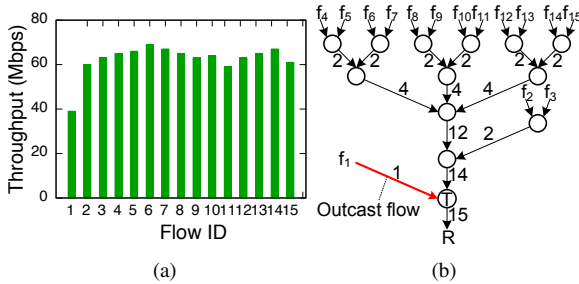 80
60
40
20
0
Throughput (Mbps)
1 2 3 4 5 6 7 8 9 10 11 12 13 14 15
Flow ID
(a)
f4 f5 f6 f7 f8 f9 f10 f11 f12 f13 f14 f15
2 2 2 2 2 2
f2 f3
4 4 4
12 2
f1 1 14
Outcast flow
T
15
R
(b)